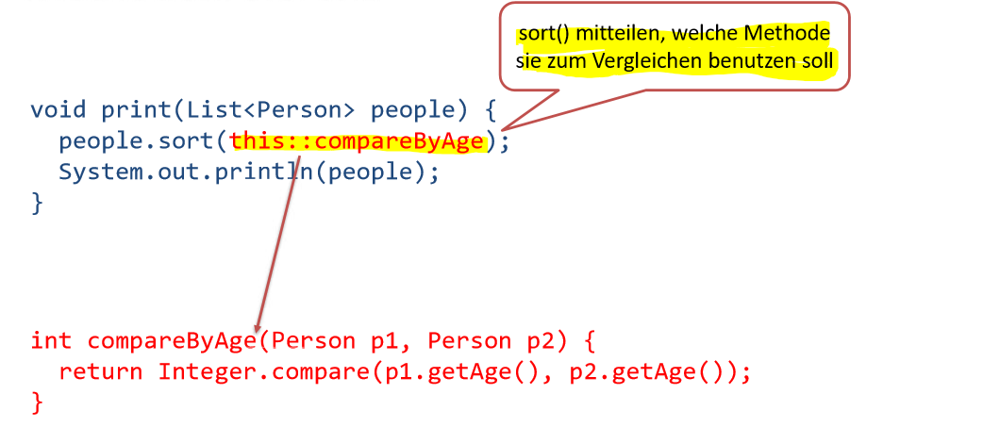 sort() mitteilen, welche Methode
sie zum Vergleichen benutzen soll
void print(List<Person> people) {
  people.sort(this::compareByAge);
  System.out.println(people);
}
int compareByAge(Person p1, Person p2) {
  return Integer.compare(p1.getAge(), p2.getAge());
}